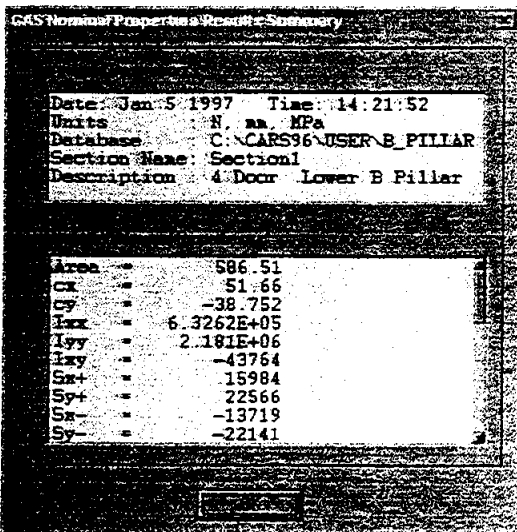 GAS Nominal Properties Results Summary
Date: Jan 5 1997 Time: 14:21:52
Units : N, mm, MPa
Database : C:\CARS96\USER\B_PILLAR
Section Name: Section1
Description : 4 Door Lower B Pillar
Area = 586.51
cx = 51.66
cy = -38.752
Ixx = 6.3262E+05
Iyy = 2.181E+06
Ixy = -43764
Sx+ = 15984
Sy+ = 22566
Sx- = -13719
Sy- = -22141